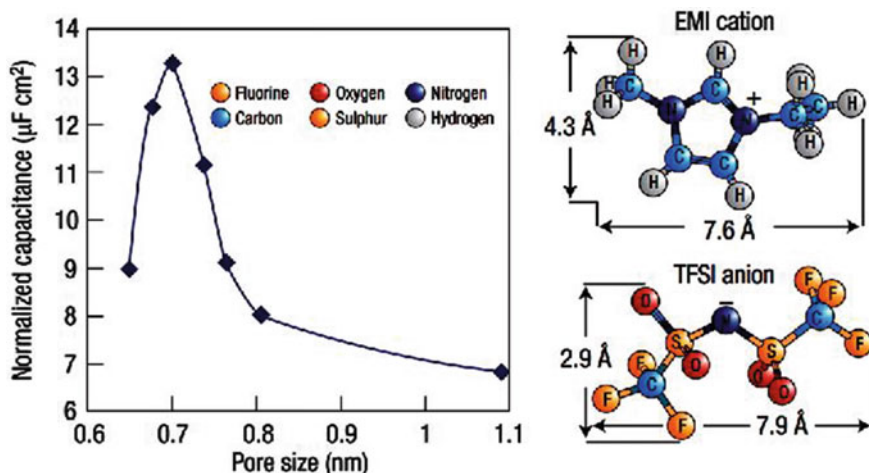 Normalized capacitance (μF cm²)
14
13
12
11
10
9
8
7
6
0.6
0.7
0.8
0.9
1
1.1
Pore size (nm)
Fluorine
Oxygen
Nitrogen
Carbon
Sulphur
Hydrogen
EMI cation
H
H
C
H
H
C
N
N
+
C
C
H
H
H
C
C
H
H
H
4.3 Å
7.6 Å
TFSI anion
O
N
−
F
F
C
F
S
O
S
O
O
F
C
F
F
2.9 Å
7.9 Å